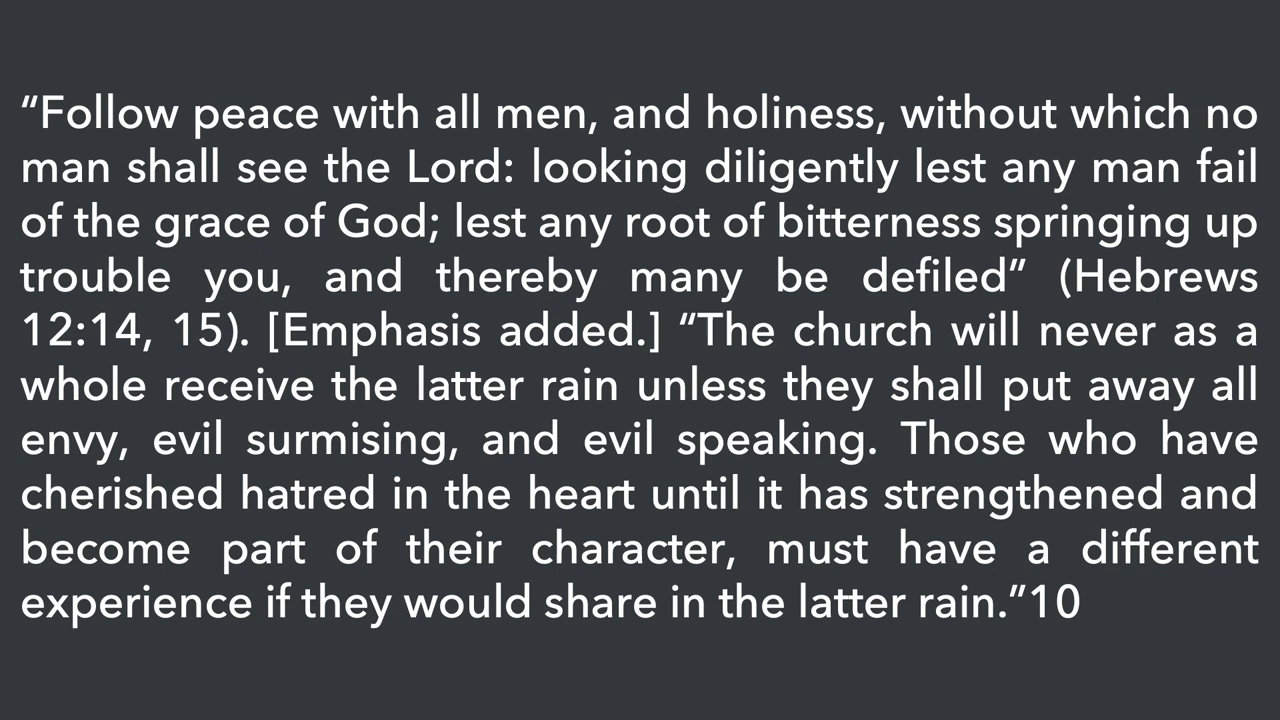 “Follow peace with all men, and holiness, without which no
man shall see the Lord: looking diligently lest any man fail
of the grace of God; lest any root of bitterness springing up
trouble you, and thereby many be defiled” (Hebrews
12:14, 15). [Emphasis added.] “The church will never as a
whole receive the latter rain unless they shall put away all
envy, evil surmising, and evil speaking. Those who have
cherished hatred in the heart until it has strengthened and
become part of their character, must have a different
experience if they would share in the latter rain.”10